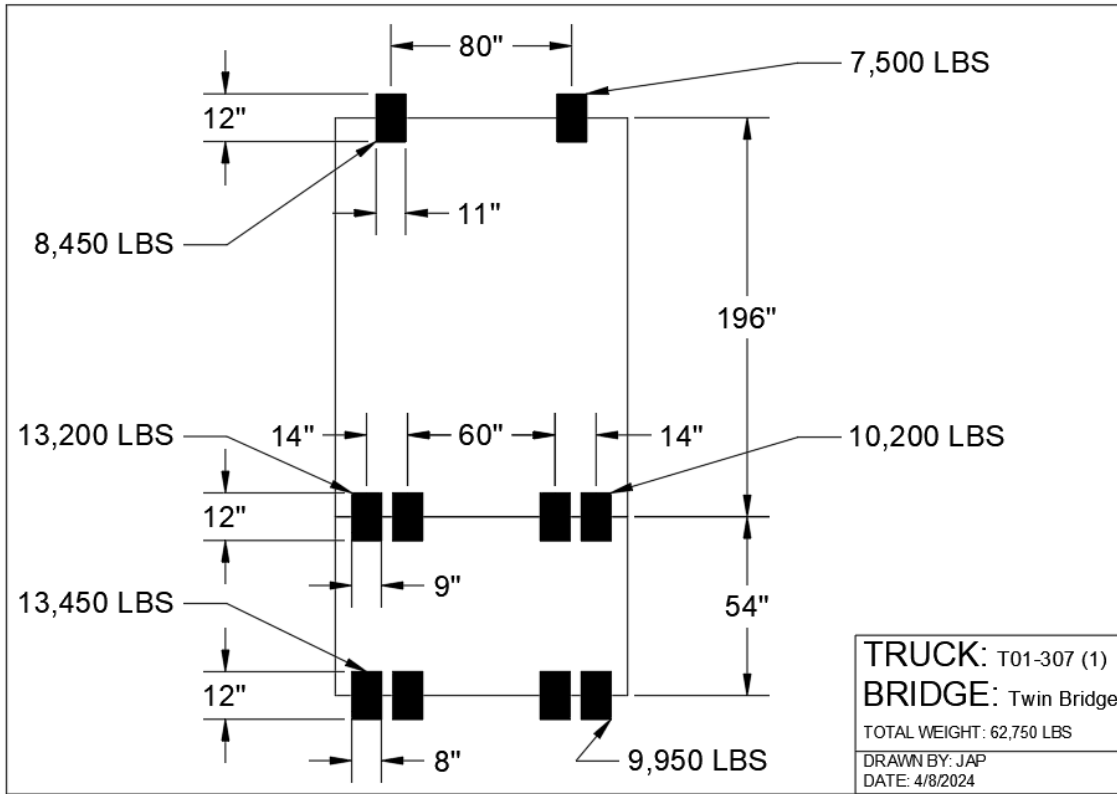 80"
7,500 LBS
12"
11"
8,450 LBS
196"
13,200 LBS
14"
60"
14"
10,200 LBS
12"
9"
13,450 LBS
54"
12"
8"
9,950 LBS
TRUCK: T01-307 (1)
BRIDGE: Twin Bridge
TOTAL WEIGHT: 62,750 LBS
DRAWN BY: JAP
DATE: 4/8/2024